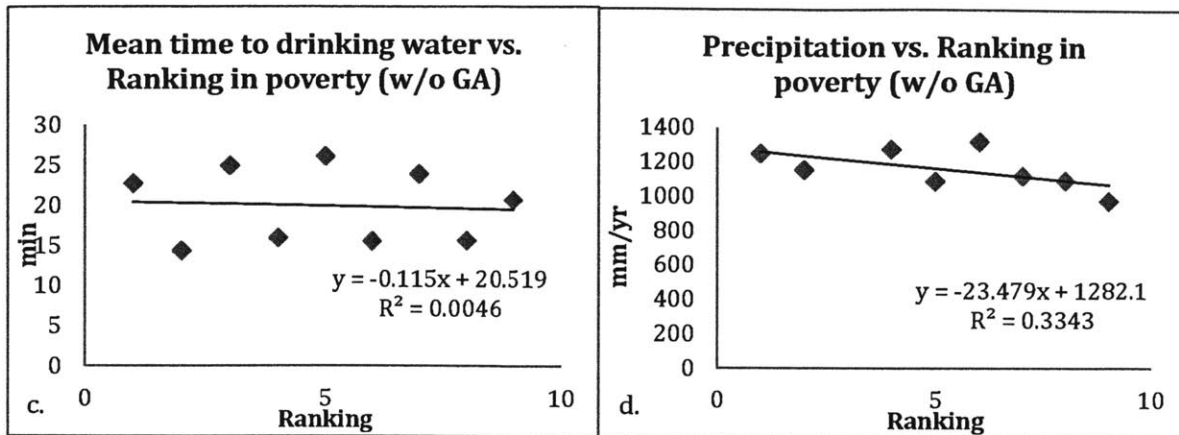 Mean time to drinking water vs.
Ranking in poverty (w/o GA)
30
25
20
15
10
5
0
min
y = -0.115x + 20.519
R² = 0.0046
0
5
10
Ranking
c.
Precipitation vs. Ranking in
poverty (w/o GA)
1400
1200
1000
800
600
400
200
0
mm/yr
y = -23.479x + 1282.1
R² = 0.3343
0
5
10
Ranking
d.